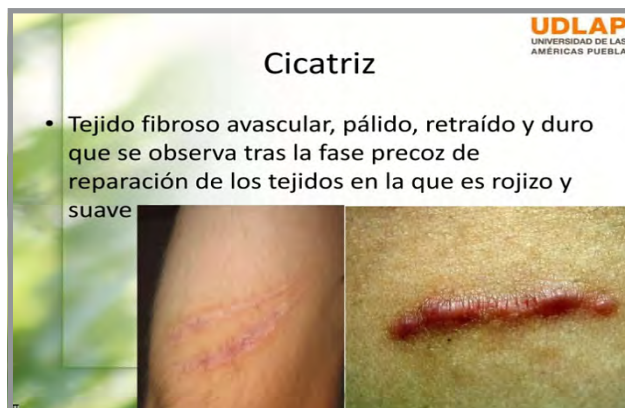 UDLAP
UNIVERSIDAD DE LAS
AMÉRICAS PUEBLA
Cicatriz
• Tejido fibroso avascular, pálido, retraído y duro
que se observa tras la fase precoz de
reparación de los tejidos en la que es rojizo y
suave